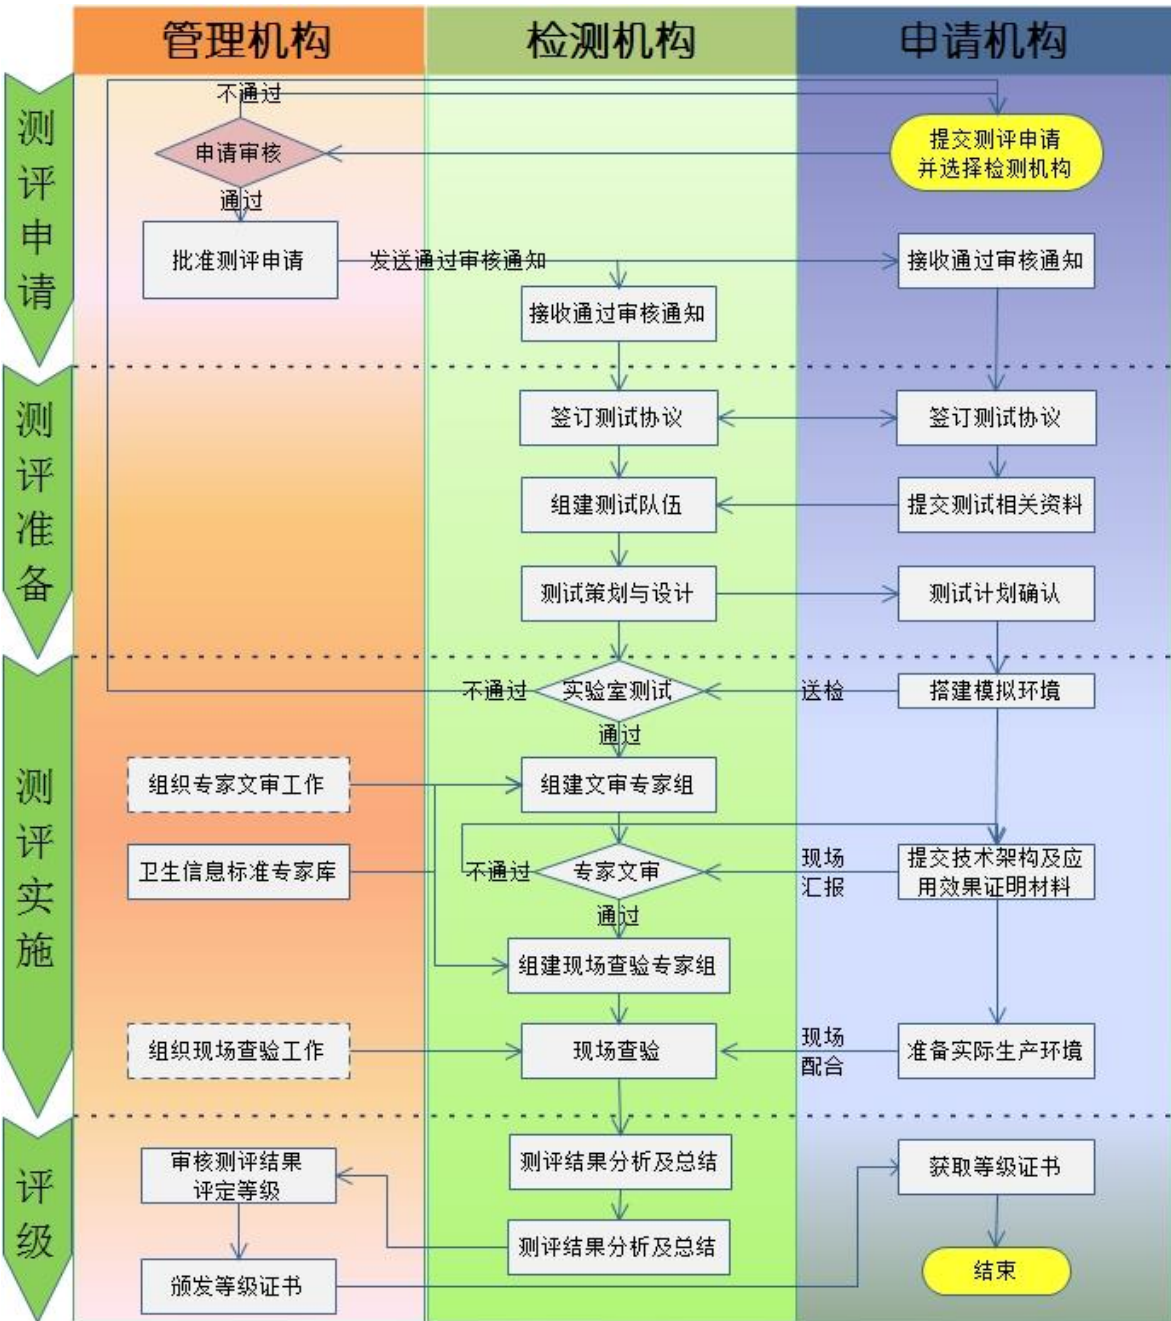 管理机构
检测机构
申请机构
测评申请
不通过
申请审核
提交测评申请
并选择检测机构
通过
批准测评申请
发送通过审核通知
接收通过审核通知
接收通过审核通知
测评准备
签订测试协议
签订测试协议
组建测试队伍
提交测试相关资料
测试策划与设计
测试计划确认
测评实施
不通过
实验室测试
送检
搭建模拟环境
通过
组织专家文审工作
组建文审专家组
卫生信息标准专家库
不通过
专家文审
现场
汇报
提交技术架构及应
用效果证明材料
通过
组建现场查验专家组
组织现场查验工作
现场查验
现场
配合
准备实际生产环境
评级
审核测评结果
评定等级
测评结果分析及总结
获取等级证书
测评结果分析及总结
颁发等级证书
结束